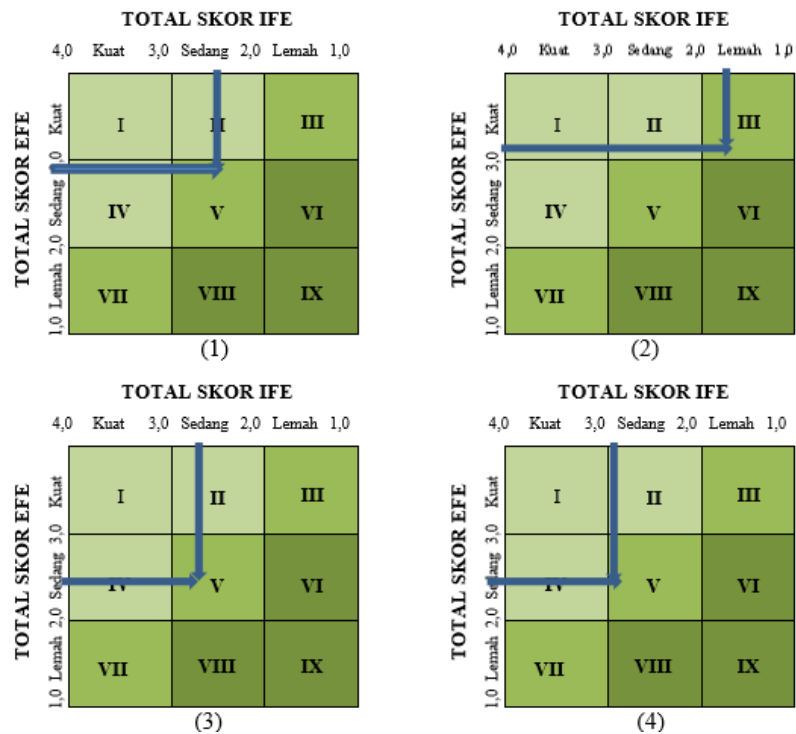 TOTAL SKOR IFE
4,0 Kuat 3,0 Sedang 2,0 Lemah 1,0
TOTAL SKOR EFE
1,0 Lemah 2,0 Sedang 3,0 Kuat
I II III
IV V VI
VII VIII IX
(1)
TOTAL SKOR IFE
4,0 Kuat 3,0 Sedang 2,0 Lemah 1,0
TOTAL SKOR EFE
1,0 Lemah 2,0 Sedang 3,0 Kuat
I II III
IV V VI
VII VIII IX
(2)
TOTAL SKOR IFE
4,0 Kuat 3,0 Sedang 2,0 Lemah 1,0
TOTAL SKOR EFE
1,0 Lemah 2,0 Sedang 3,0 Kuat
I II III
IV V VI
VII VIII IX
(3)
TOTAL SKOR IFE
4,0 Kuat 3,0 Sedang 2,0 Lemah 1,0
TOTAL SKOR EFE
1,0 Lemah 2,0 Sedang 3,0 Kuat
I II III
IV V VI
VII VIII IX
(4)